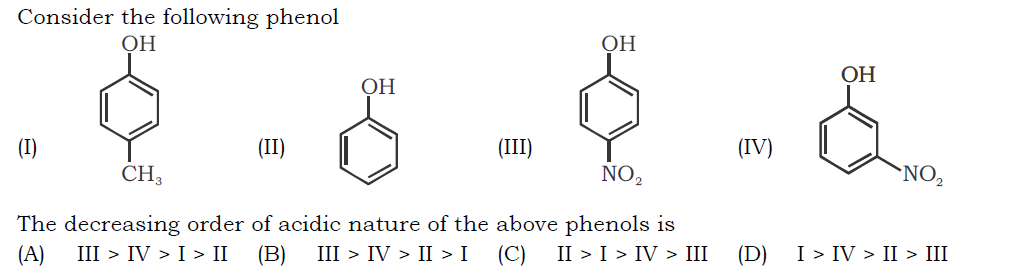 Consider the following phenol
OH OH
OH OH
(I) (II) (III) (IV)
CH₃ NO₂ NO₂
The decreasing order of acidic nature of the above phenols is
(A) III > IV > I > II (B) III > IV > II > I (C) II > I > IV > III (D) I > IV > II > III